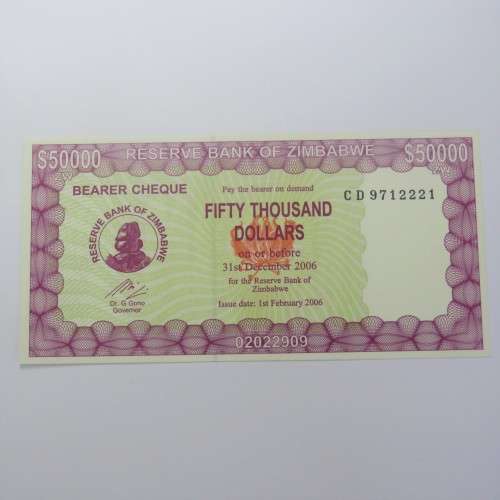 RESERVE BANK OF ZIMBABWE
$50000
$50000
BEARER CHEQUE
Pay the bearer on demand
C D 9712221
FIFTY THOUSAND
DOLLARS
on or before
31st December 2006
for the Reserve Bank of
Zimbabwe
Issue date: 1st February 2006
RESERVE BANK OF ZIMBABWE
Dr. G Gono
Governor
02022909